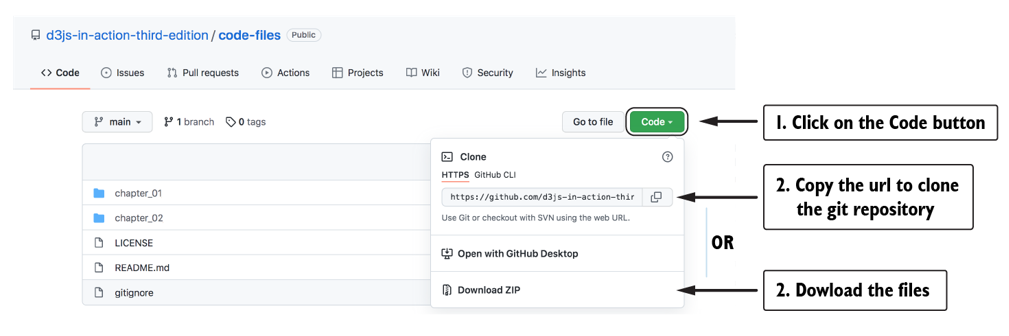 d3js-in-action-third-edition / code-files Public
Code Issues Pull requests Actions Projects Wiki Security Insights
main 1 branch 0 tags Go to file Code
1. Click on the Code button
Clone
HTTPS GitHub CLI
https://github.com/d3js-in-action-thir
Use Git or checkout with SVN using the web URL.
2. Copy the url to clone
the git repository
chapter_01
chapter_02
LICENSE
README.md
gitignore
Open with GitHub Desktop
OR
Download ZIP
2. Dowload the files